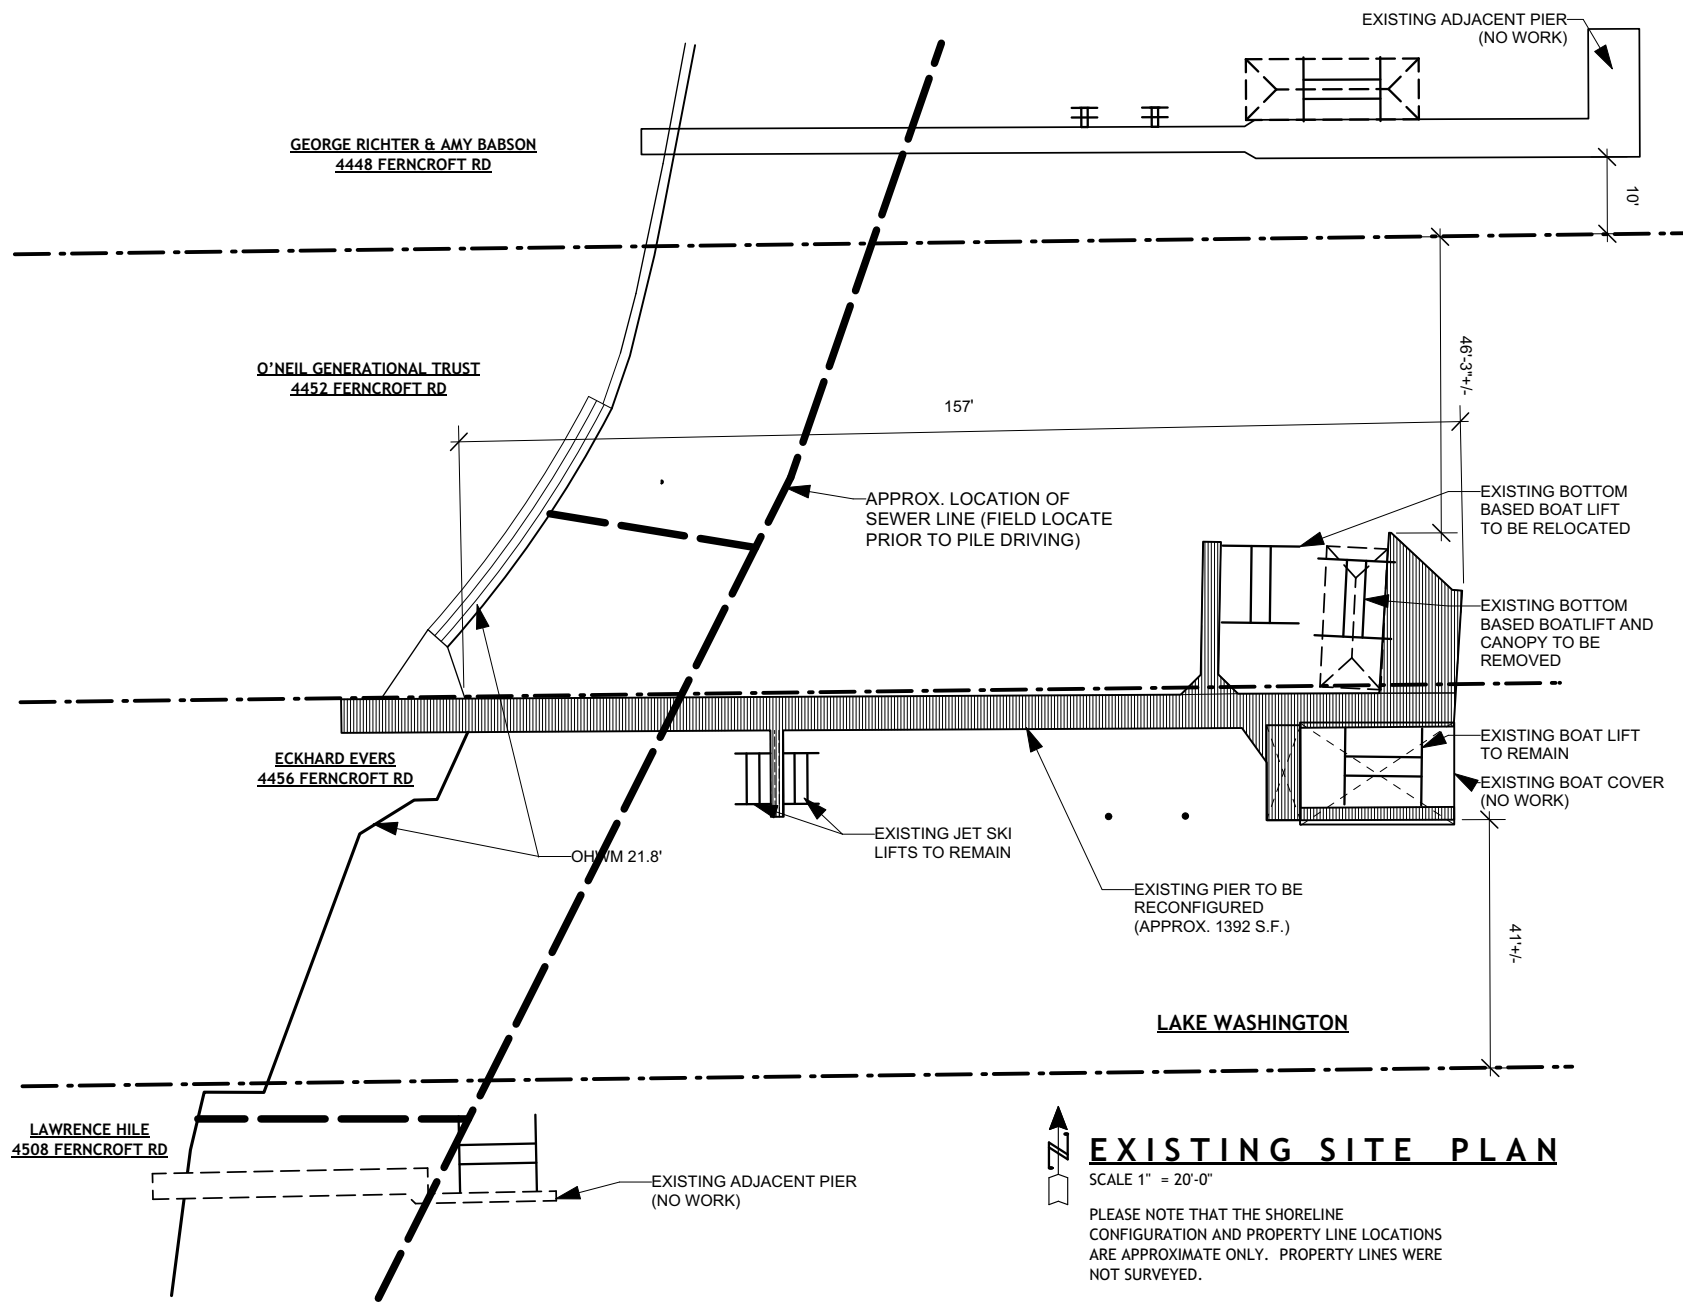 EXISTING ADJACENT PIER
(NO WORK)
GEORGE RICHTER & AMY BABSON
4448 FERNCROFT RD
10'
O'NEIL GENERATIONAL TRUST
4452 FERNCROFT RD
46'-3"+/-
157'
APPROX. LOCATION OF
SEWER LINE (FIELD LOCATE
PRIOR TO PILE DRIVING)
EXISTING BOTTOM
BASED BOAT LIFT
TO BE RELOCATED
EXISTING BOTTOM
BASED BOATLIFT AND
CANOPY TO BE
REMOVED
ECKHARD EVERS
4456 FERNCROFT RD
EXISTING BOAT LIFT
TO REMAIN
EXISTING BOAT COVER
(NO WORK)
EXISTING JET SKI
LIFTS TO REMAIN
OHWM 21.8'
EXISTING PIER TO BE
RECONFIGURED
(APPROX. 1392 S.F.)
41'+/-
LAKE WASHINGTON
LAWRENCE HILE
4508 FERNCROFT RD
EXISTING ADJACENT PIER
(NO WORK)
N
EXISTING SITE PLAN
SCALE 1" = 20'-0"
PLEASE NOTE THAT THE SHORELINE
CONFIGURATION AND PROPERTY LINE LOCATIONS
ARE APPROXIMATE ONLY. PROPERTY LINES WERE
NOT SURVEYED.